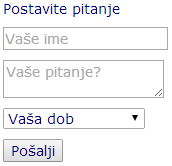 Postavite pitanje
Vaše ime
Vaše pitanje?
Vaša dob
Pošalji